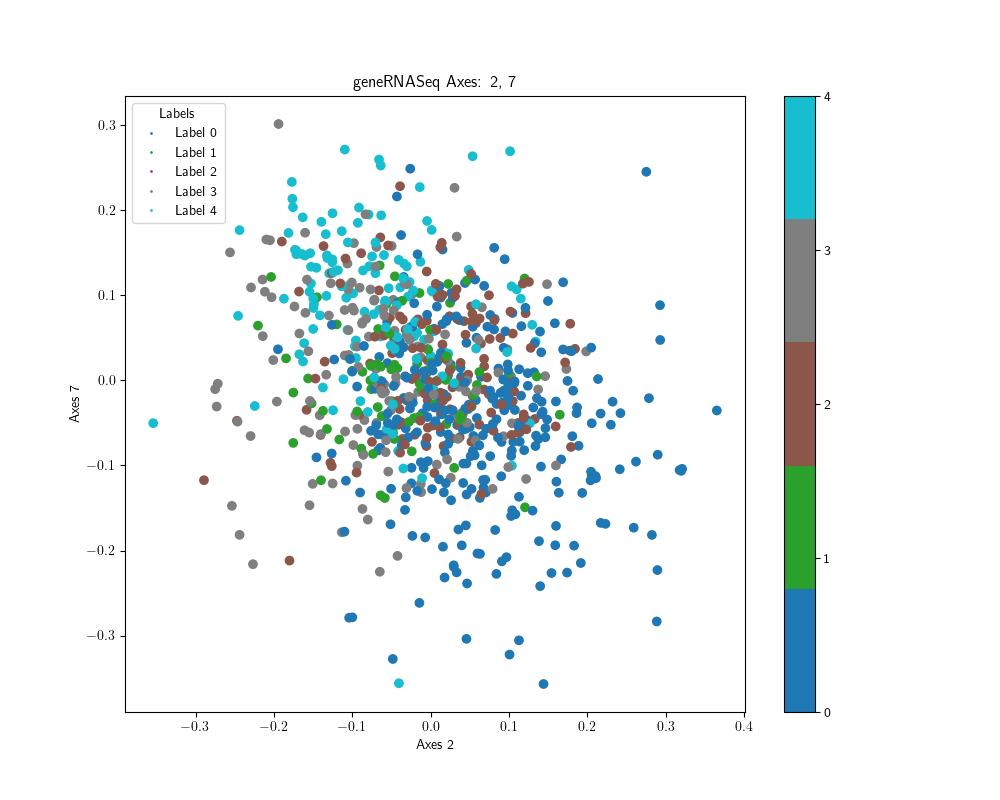 geneRNASeq Axes: 2, 7
Labels
Label 0
Label 1
Label 2
Label 3
Label 4
0.3
0.2
0.1
0.0
−0.1
−0.2
−0.3
Axes 7
−0.3
−0.2
−0.1
0.0
0.1
0.2
0.3
0.4
Axes 2
4
3
2
1
0